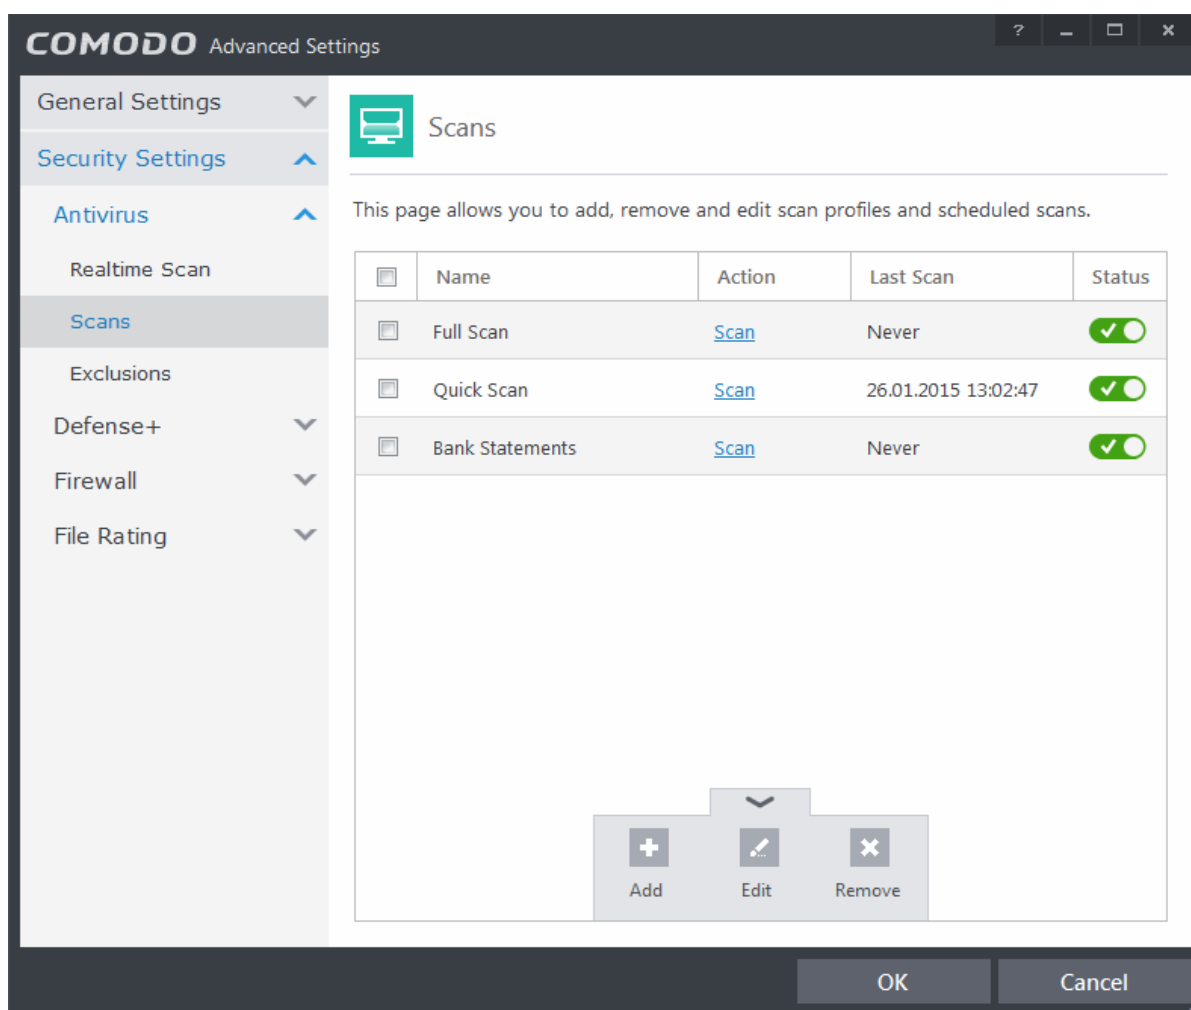 COMODO Advanced Settings
?
General Settings
Security Settings
Antivirus
Realtime Scan
Scans
Exclusions
Defense+
Firewall
File Rating
Scans
This page allows you to add, remove and edit scan profiles and scheduled scans.
Name Action Last Scan Status
Full Scan Scan Never
Quick Scan Scan 26.01.2015 13:02:47
Bank Statements Scan Never
Add Edit Remove
OK Cancel